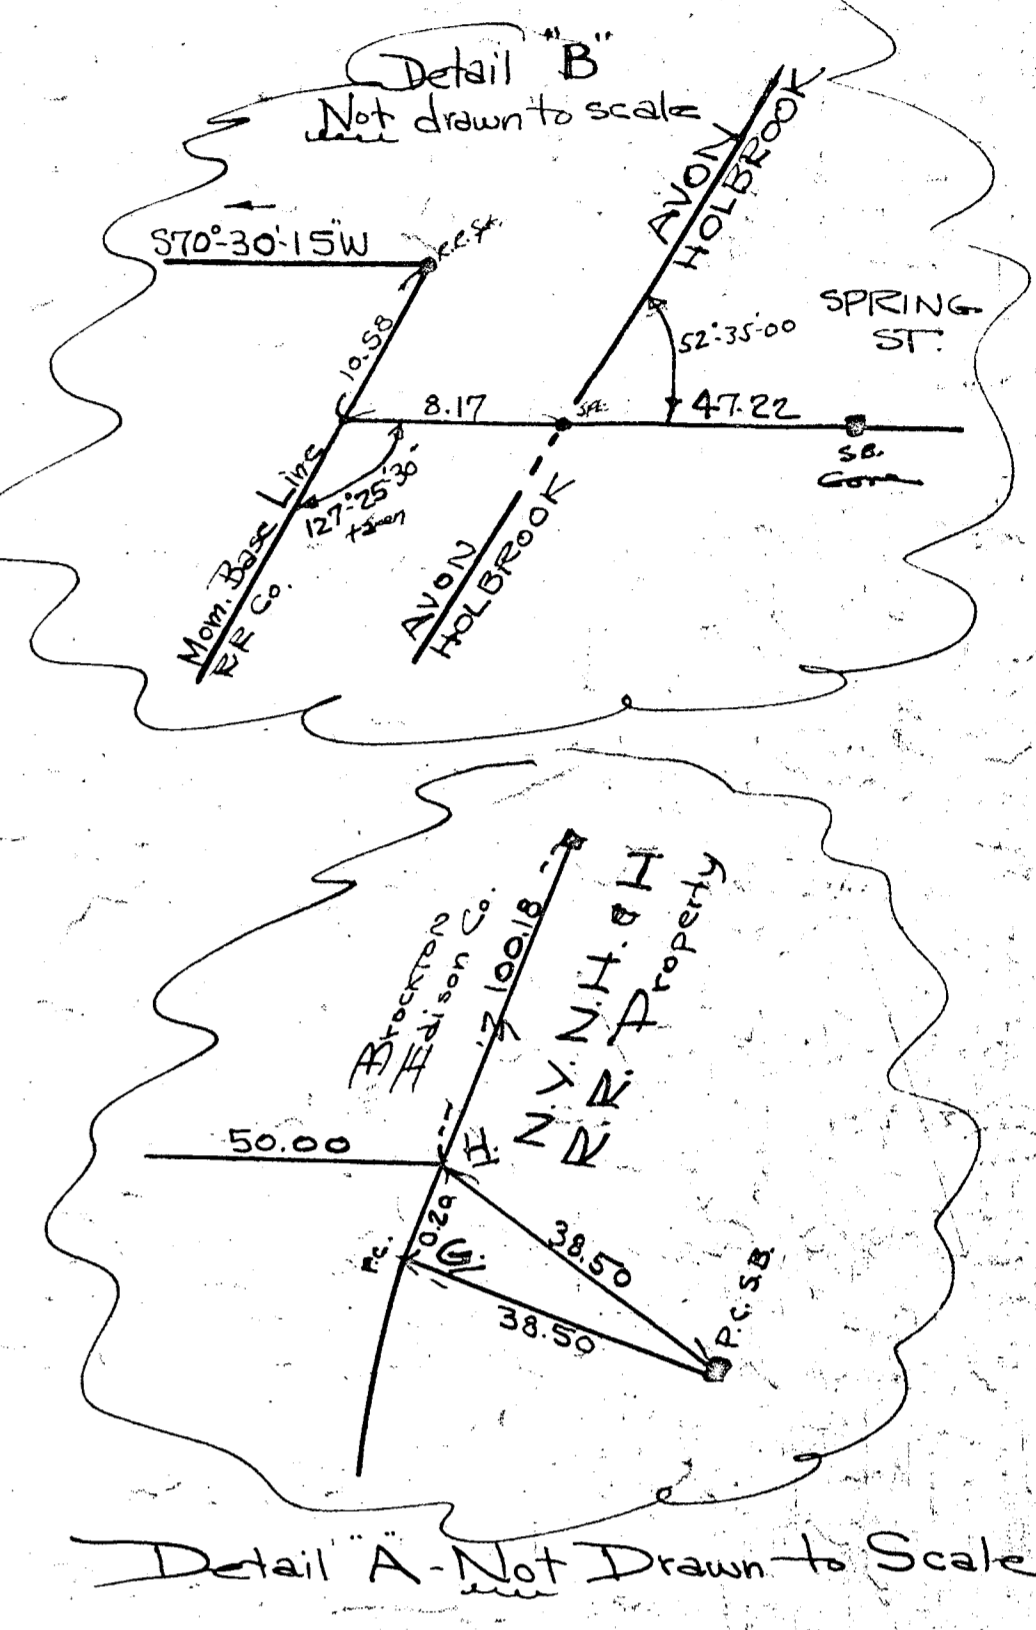 Detail "B"
Not drawn to scale
S70°-30'-15"W
AVON
HOLBROOK
SPRING
ST.
10.58
52°-35'-00
8.17
47.22
S.B.
127°25'30"
Mom. Base Line
RR Co.
AVON
HOLBROOK
Brockton
Edison Co.
100.18
N.Y. N.H. & H
R.R. Property
50.00
H.
0.29
P.C.
G.
38.50
38.50
P.C. S.B.
Detail "A" - Not Drawn to Scale